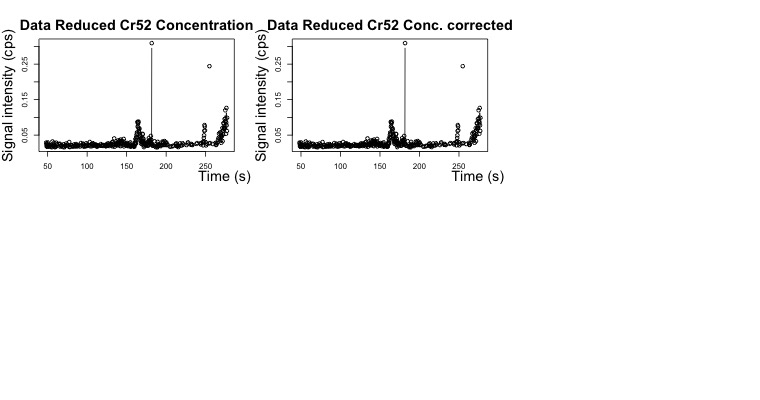 Data Reduced Cr52 Concentration
Signal intensity (cps)
0.05 0.15 0.25
50 100 150 200 250
Time (s)
Data Reduced Cr52 Conc. corrected
Signal intensity (cps)
0.05 0.15 0.25
50 100 150 200 250
Time (s)